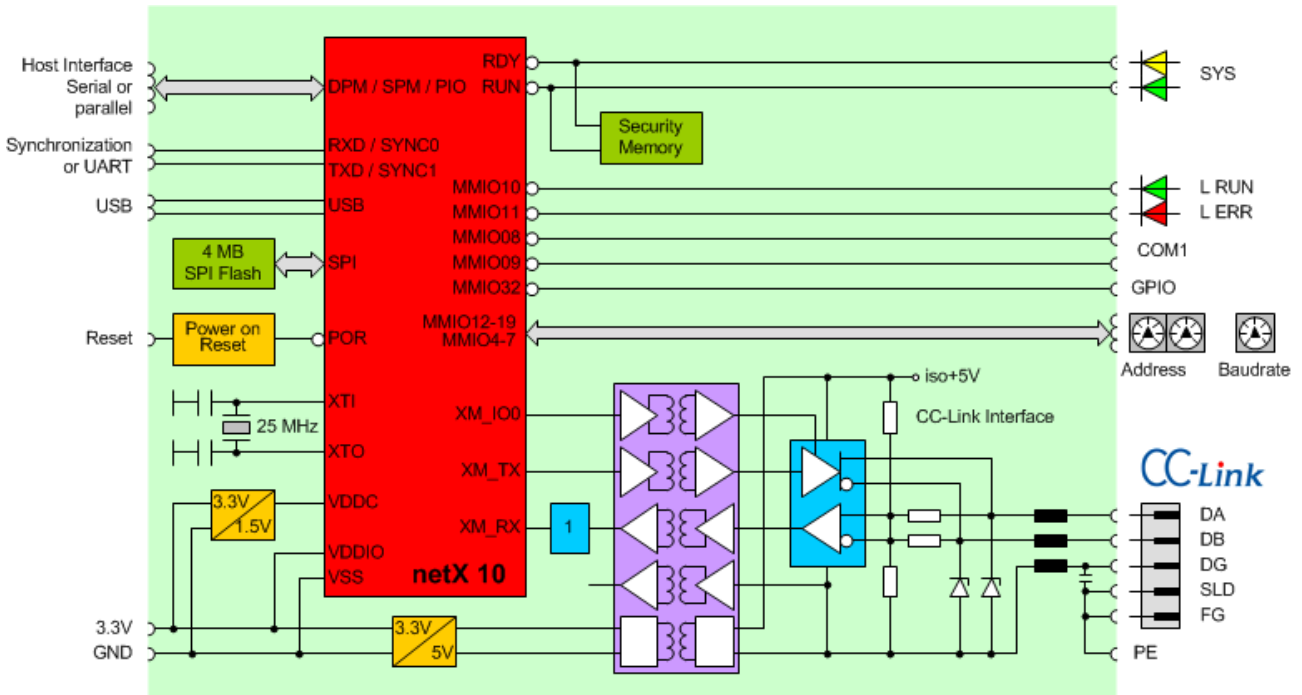 Host Interface
Serial or
parallel
DPM / SPM / PIO
RDY
RUN
SYS
Security
Memory
Synchronization
or UART
RXD / SYNC0
TXD / SYNC1
USB
USB
MMIO10
MMIO11
MMIO08
MMIO09
MMIO32
L RUN
L ERR
COM1
GPIO
4 MB
SPI Flash
SPI
MMIO12-19
MMIO4-7
Reset
Power on
Reset
POR
Address
Baudrate
XTI
25 MHz
XTO
XM_IO0
XM_TX
XM_RX
1
iso+5V
CC-Link Interface
CC-Link
3.3V
1.5V
VDDC
VDDIO
VSS
netX 10
DA
DB
DG
SLD
FG
PE
3.3V
GND
3.3V
5V